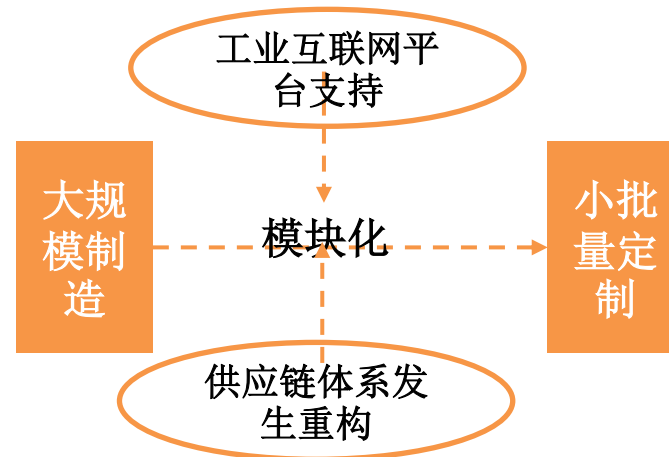 工业互联网平
台支持
大规
模制
造
模块化
小批
量定
制
供应链体系发
生重构